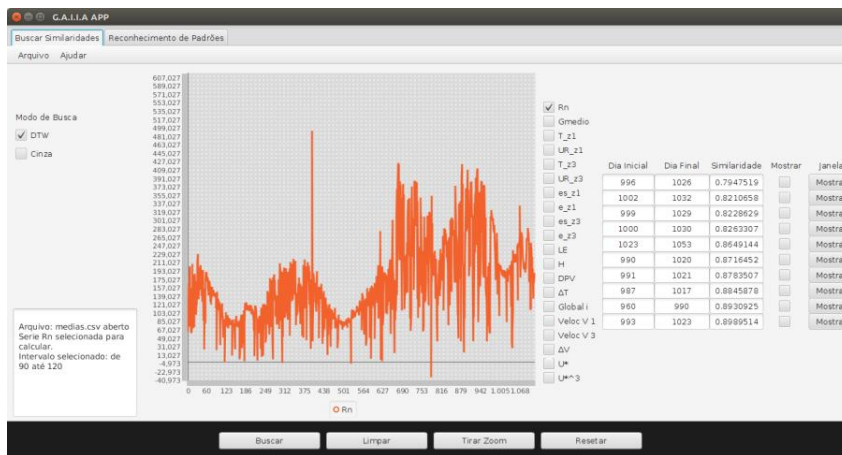 G.A.I.I.A APP
Buscar Similaridades Reconhecimento de Padrões
Arquivo Ajudar
Modo de Busca
DTW
Cinza
Arquivo: medias.csv aberto
Serie Rn selecionada para
calcular.
Intervalo selecionado: de
90 até 120
607,027
589,027
571,027
553,027
535,027
517,027
499,027
481,027
463,027
445,027
427,027
409,027
391,027
373,027
355,027
337,027
319,027
301,027
283,027
265,027
247,027
229,027
211,027
193,027
175,027
157,027
139,027
121,027
103,027
85,027
67,027
49,027
31,027
13,027
-4,973
-22,973
-40,973
0 60 123 186 249 312 375 438 501 564 627 690 753 816 879 942 1.005 1.068
Rn
Rn
Gmedio
T_z1
UR_z1
T_z3
UR_z3
es_z1
e_z1
es_z3
e_z3
LE
H
DPV
ΔT
Global i
Veloc V 1
Veloc V 3
ΔV
U*
U*^3
Dia Inicial Dia Final Similaridade Mostrar Janela
996 1026 0.7947519 Mostra
1002 1032 0.8210658 Mostra
999 1029 0.8228629 Mostra
1000 1030 0.8263307 Mostra
1023 1053 0.8649144 Mostra
990 1020 0.8716452 Mostra
991 1021 0.8783507 Mostra
987 1017 0.8845878 Mostra
960 990 0.8930925 Mostra
993 1023 0.8989514 Mostra
Buscar Limpar Tirar Zoom Resetar